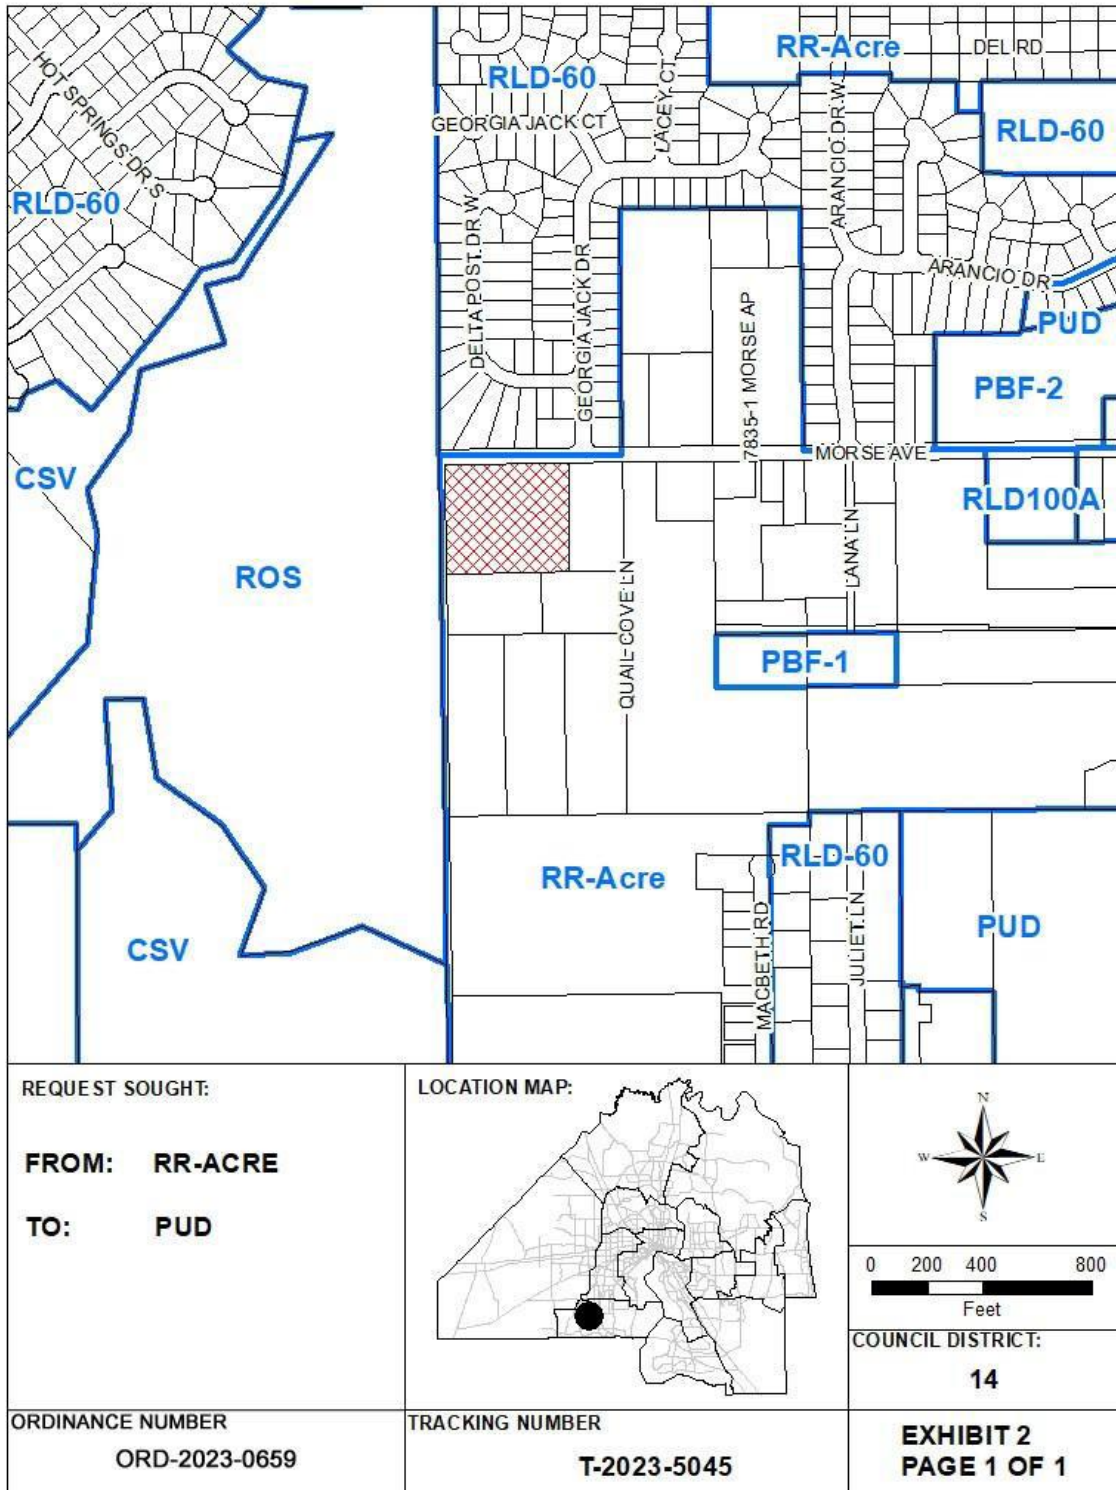 RR-Acre
DEL RD
HOT SPRINGS DR S
RLD-60
GEORGIA JACK CT
LACEY CT
ARANCIO DR W
RLD-60
RLD-60
DELTA POST DR W
GEORGIA JACK DR
7835-1 MORSE AP
ARANCIO DR
PUD
PBF-2
MORSE AVE
CSV
RLD100A
ROS
QUAIL COVE LN
LANA LN
PBF-1
RR-Acre
RLD-60
MACBETH RD
JULIET LN
PUD
CSV
REQUEST SOUGHT:
FROM: RR-ACRE
TO: PUD
LOCATION MAP:
N
W E
S
0 200 400 800
Feet
COUNCIL DISTRICT:
14
ORDINANCE NUMBER
ORD-2023-0659
TRACKING NUMBER
T-2023-5045
EXHIBIT 2
PAGE 1 OF 1